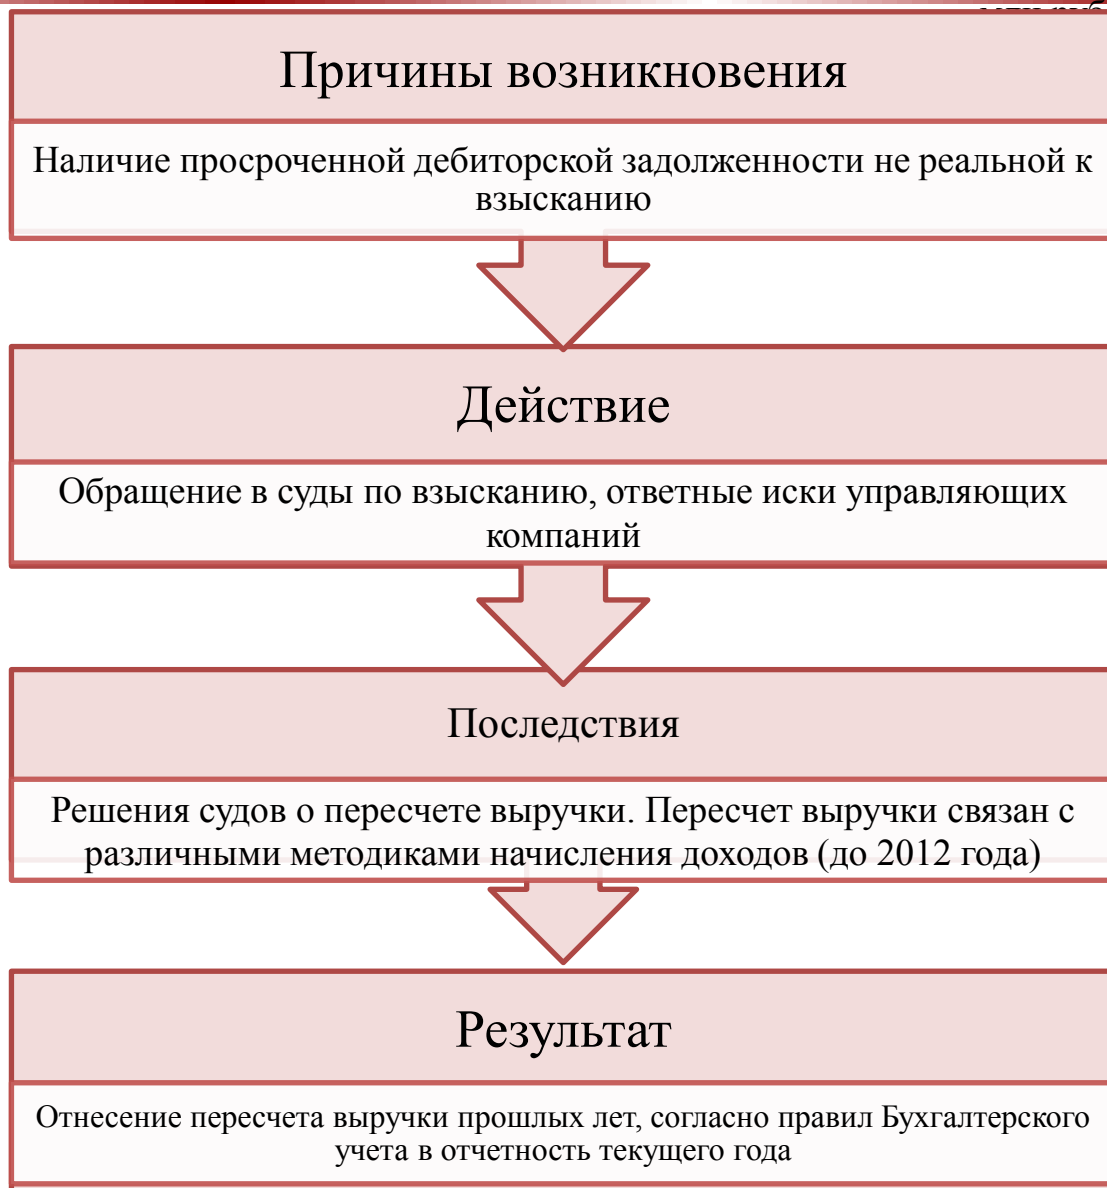 Причины возникновения
Наличие просроченной дебиторской задолженности не реальной к
взысканию
Действие
Обращение в суды по взысканию, ответные иски управляющих
компаний
Последствия
Решения судов о пересчете выручки. Пересчет выручки связан с
различными методиками начисления доходов (до 2012 года)
Результат
Отнесение пересчета выручки прошлых лет, согласно правил Бухгалтерского
учета в отчетность текущего года